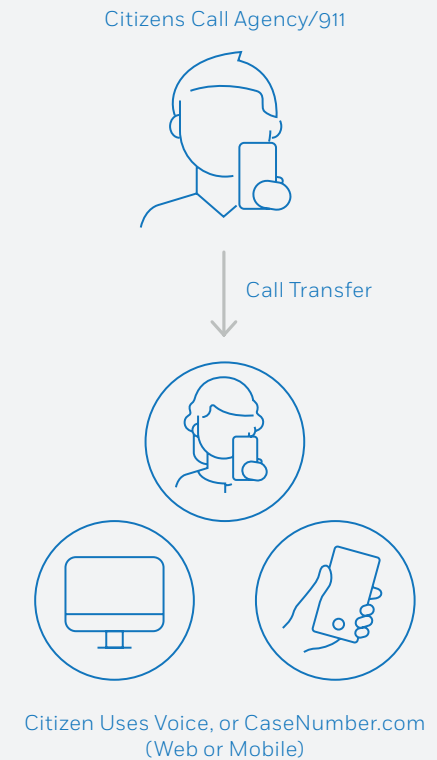 Citizens Call Agency/911
Call Transfer
Citizen Uses Voice, or CaseNumber.com
(Web or Mobile)